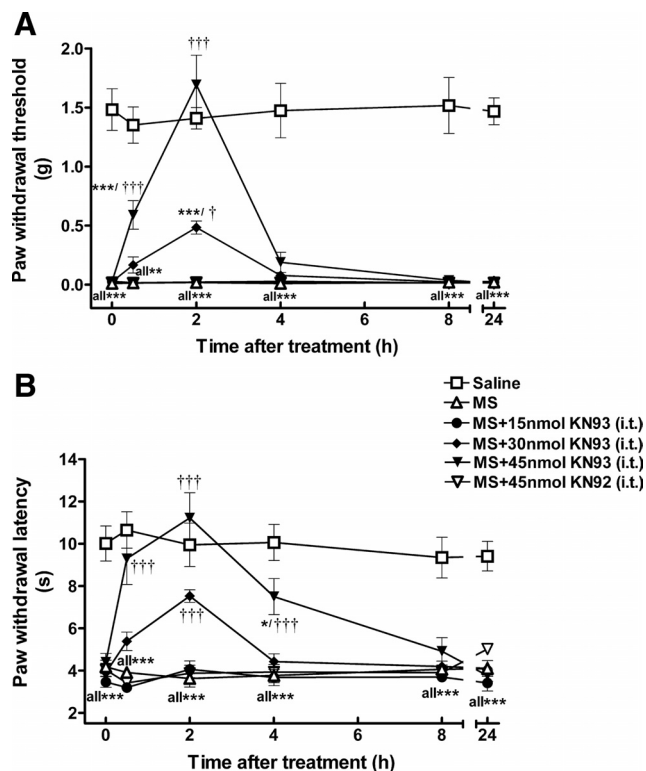 A
Paw withdrawal threshold
(g)
2.0
1.5
1.0
0.5
0.0
†††
***/ †††
***/ †
all**
all***
all***
all***
all***
all***
0 2 4 6 8 24
Time after treatment (h)
B
Saline
MS
MS+15nmol KN93 (i.t.)
MS+30nmol KN93 (i.t.)
MS+45nmol KN93 (i.t.)
MS+45nmol KN92 (i.t.)
Paw withdrawal latency
(s)
14
12
10
8
6
4
2
†††
†††
†††
*/†††
all***
all***
all***
all***
all***
all***
0 2 4 6 8 24
Time after treatment (h)